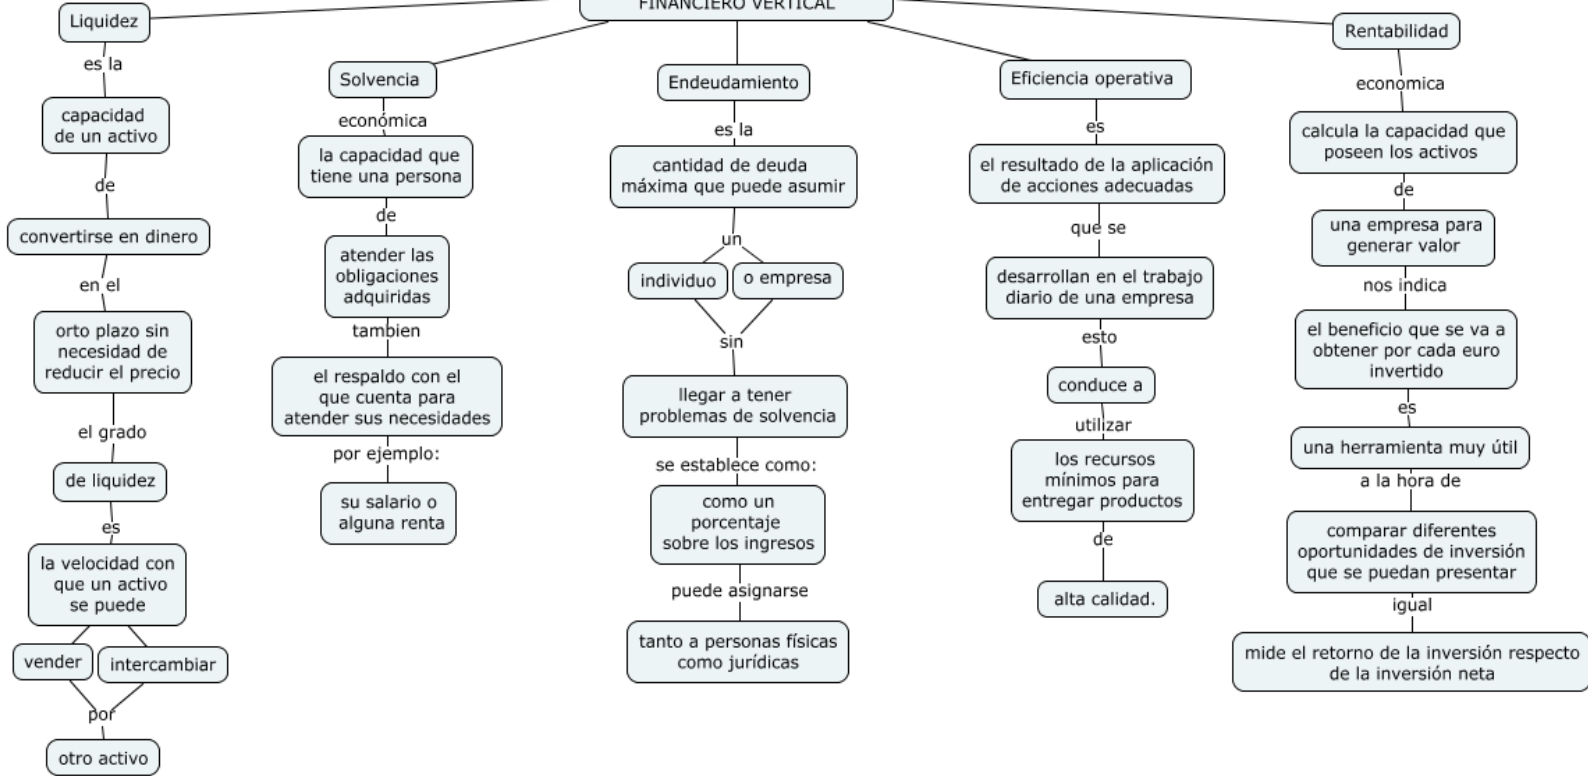 FINANCIERO VERTICAL
Liquidez
es la
capacidad
de un activo
de
convertirse en dinero
en el
orto plazo sin
necesidad de
reducir el precio
el grado
de liquidez
es
la velocidad con
que un activo
se puede
vender
intercambiar
por
otro activo
Solvencia
económica
la capacidad que
tiene una persona
de
atender las
obligaciones
adquiridas
tambien
el respaldo con el
que cuenta para
atender sus necesidades
por ejemplo:
su salario o
alguna renta
Endeudamiento
es la
cantidad de deuda
máxima que puede asumir
un
individuo
o empresa
sin
llegar a tener
problemas de solvencia
se establece como:
como un
porcentaje
sobre los ingresos
puede asignarse
tanto a personas físicas
como jurídicas
Eficiencia operativa
es
el resultado de la aplicación
de acciones adecuadas
que se
desarrollan en el trabajo
diario de una empresa
esto
conduce a
utilizar
los recursos
mínimos para
entregar productos
de
alta calidad.
Rentabilidad
economica
calcula la capacidad que
poseen los activos
de
una empresa para
generar valor
nos indica
el beneficio que se va a
obtener por cada euro
invertido
es
una herramienta muy útil
a la hora de
comparar diferentes
oportunidades de inversión
que se puedan presentar
igual
mide el retorno de la inversión respecto
de la inversión neta